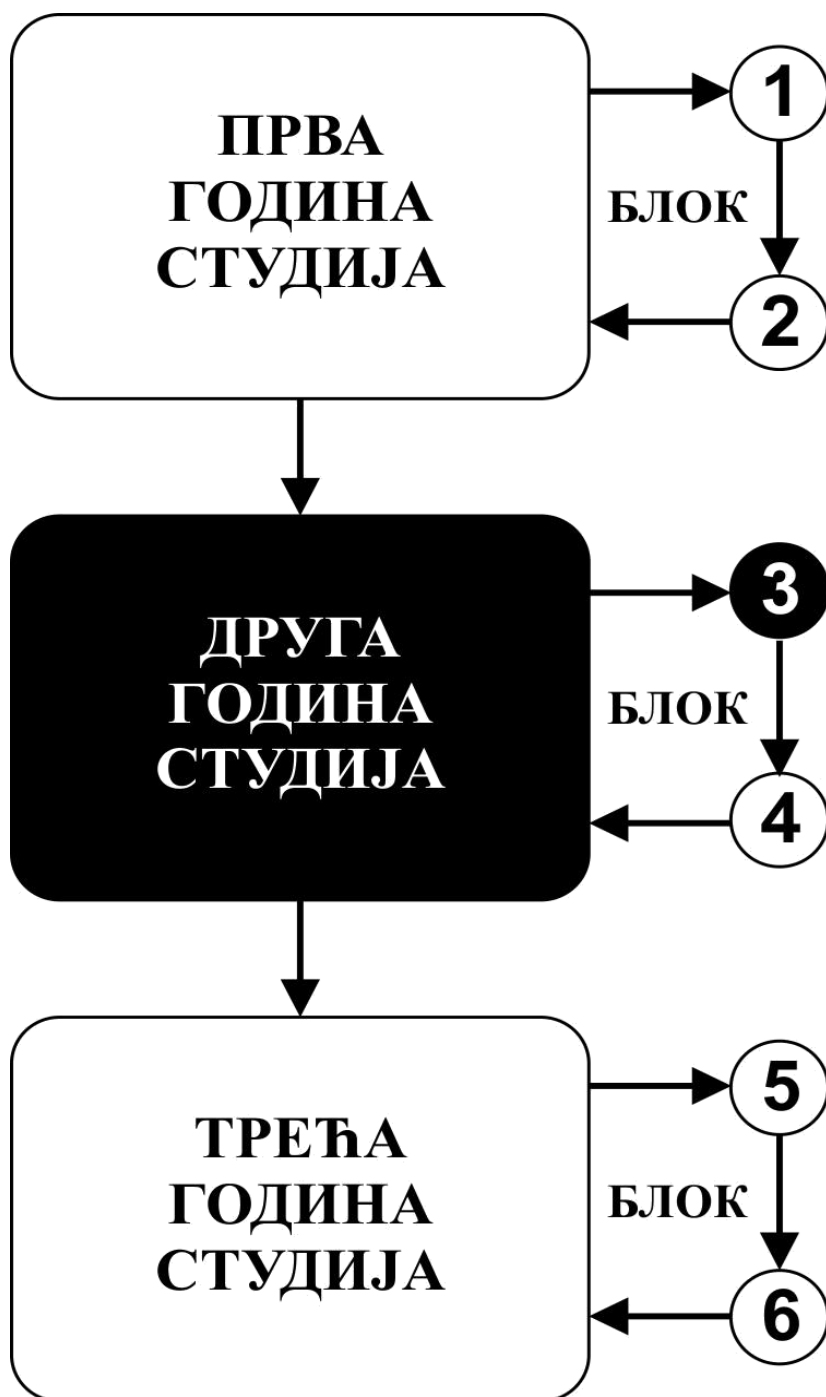 ПРВА
ГОДИНА
СТУДИЈА
1
БЛОК
2
ДРУГА
ГОДИНА
СТУДИЈА
3
БЛОК
4
ТРЕЋА
ГОДИНА
СТУДИЈА
5
БЛОК
6